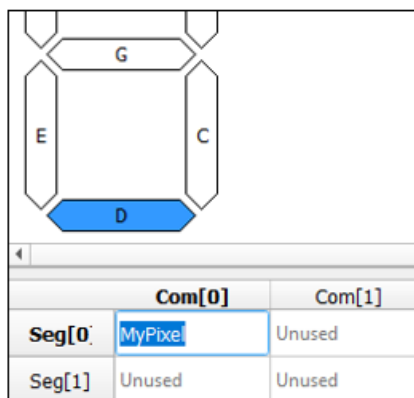 G
E C
D
Com[0] Com[1]
Seg[0] MyPixel Unused
Seg[1] Unused Unused